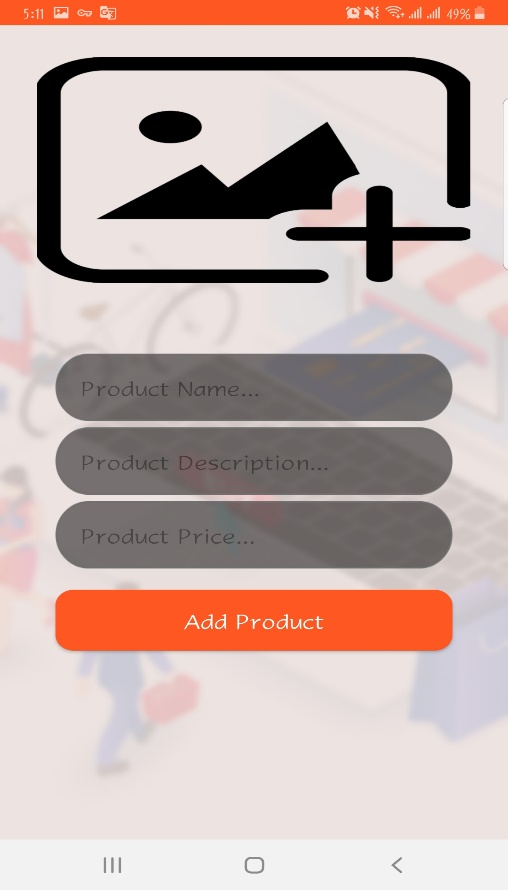 5:11
49%
Product Name...
Product Description...
Product Price...
Add Product